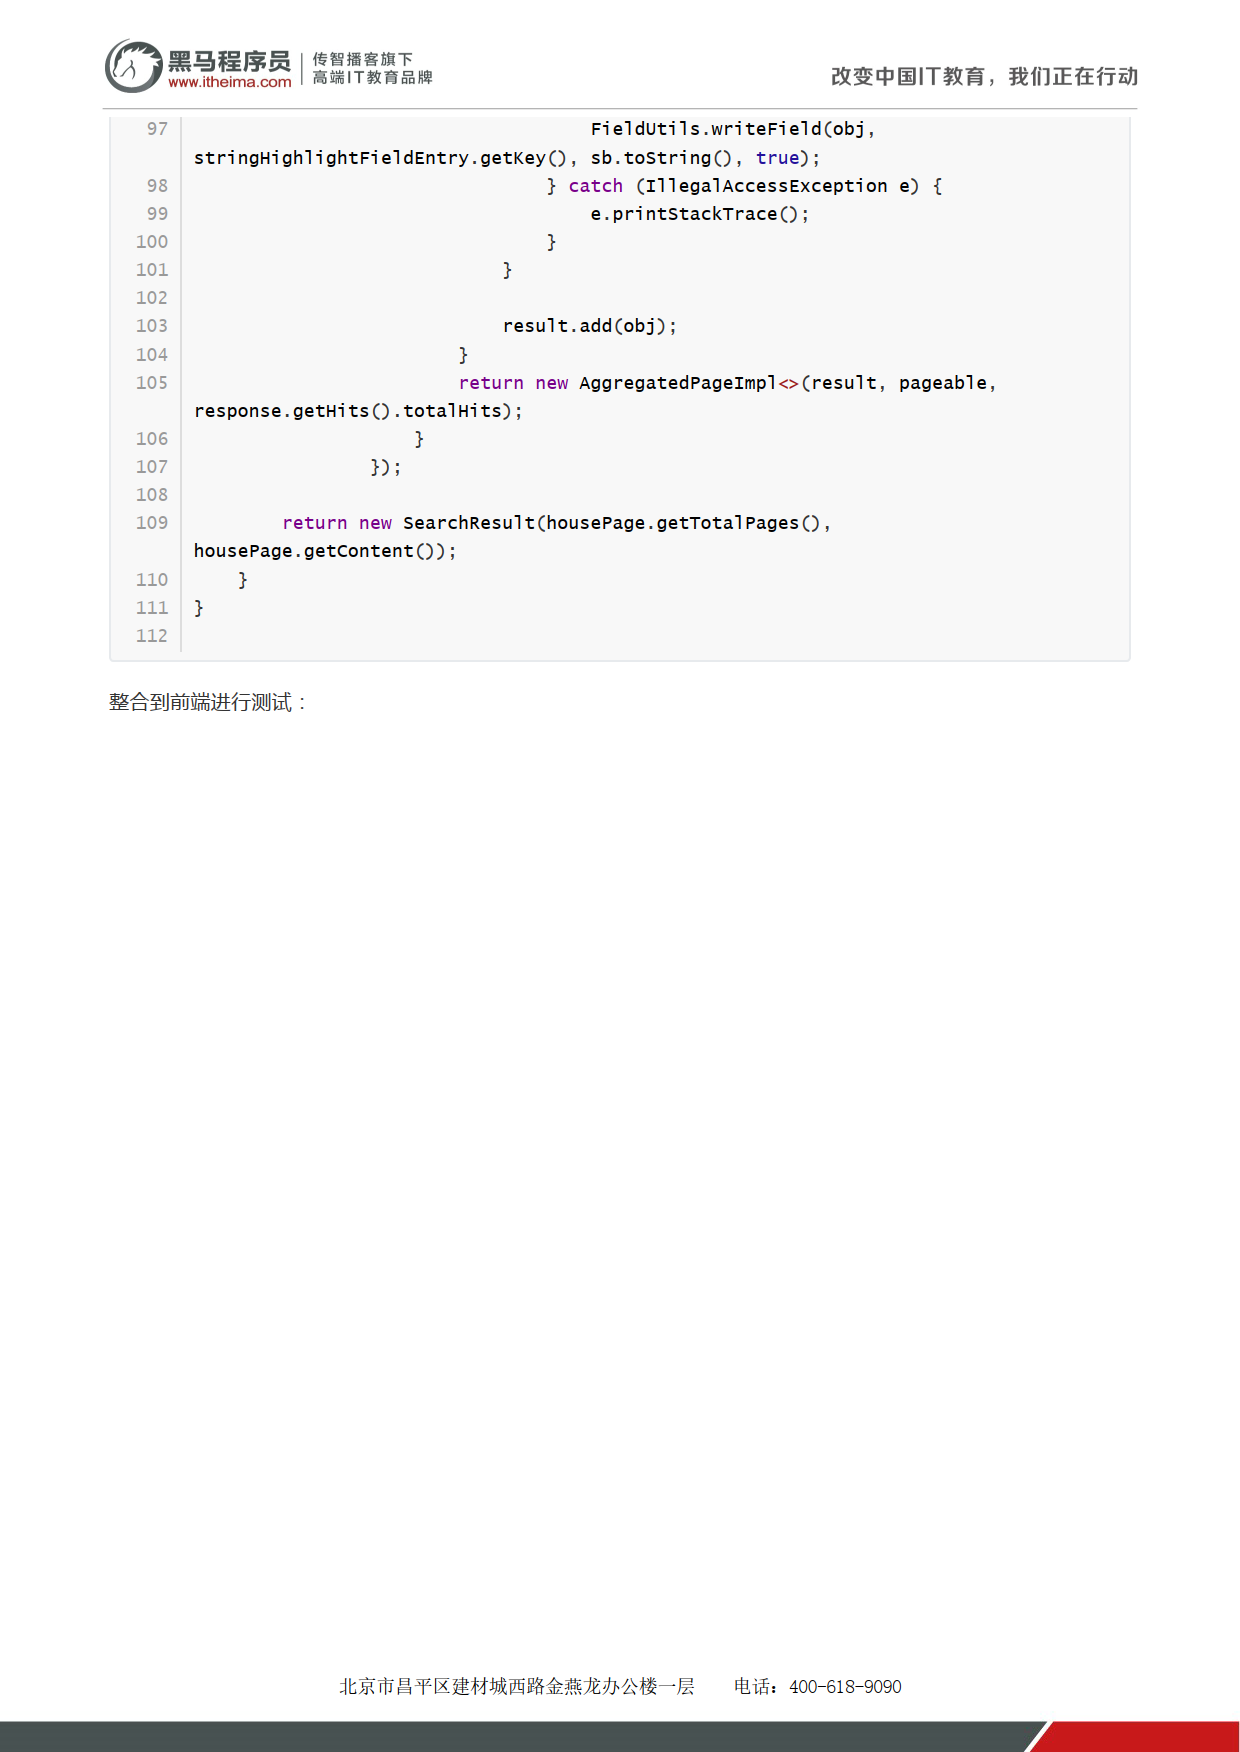 黑马程序员
www.itheima.com
传智播客旗下
高端IT教育品牌
改变中国IT教育，我们正在行动
97                                     FieldUtils.writeField(obj,
stringHighlightFieldEntry.getKey(), sb.toString(), true);
98                                 } catch (IllegalAccessException e) {
99                                     e.printStackTrace();
100                                }
101                            }
102
103                            result.add(obj);
104                        }
105                        return new AggregatedPageImpl<>(result, pageable,
response.getHits().totalHits);
106                    }
107                });
108
109        return new SearchResult(housePage.getTotalPages(),
housePage.getContent());
110    }
111 }
112
整合到前端进行测试：
北京市昌平区建材城西路金燕龙办公楼一层 电话：400-618-9090